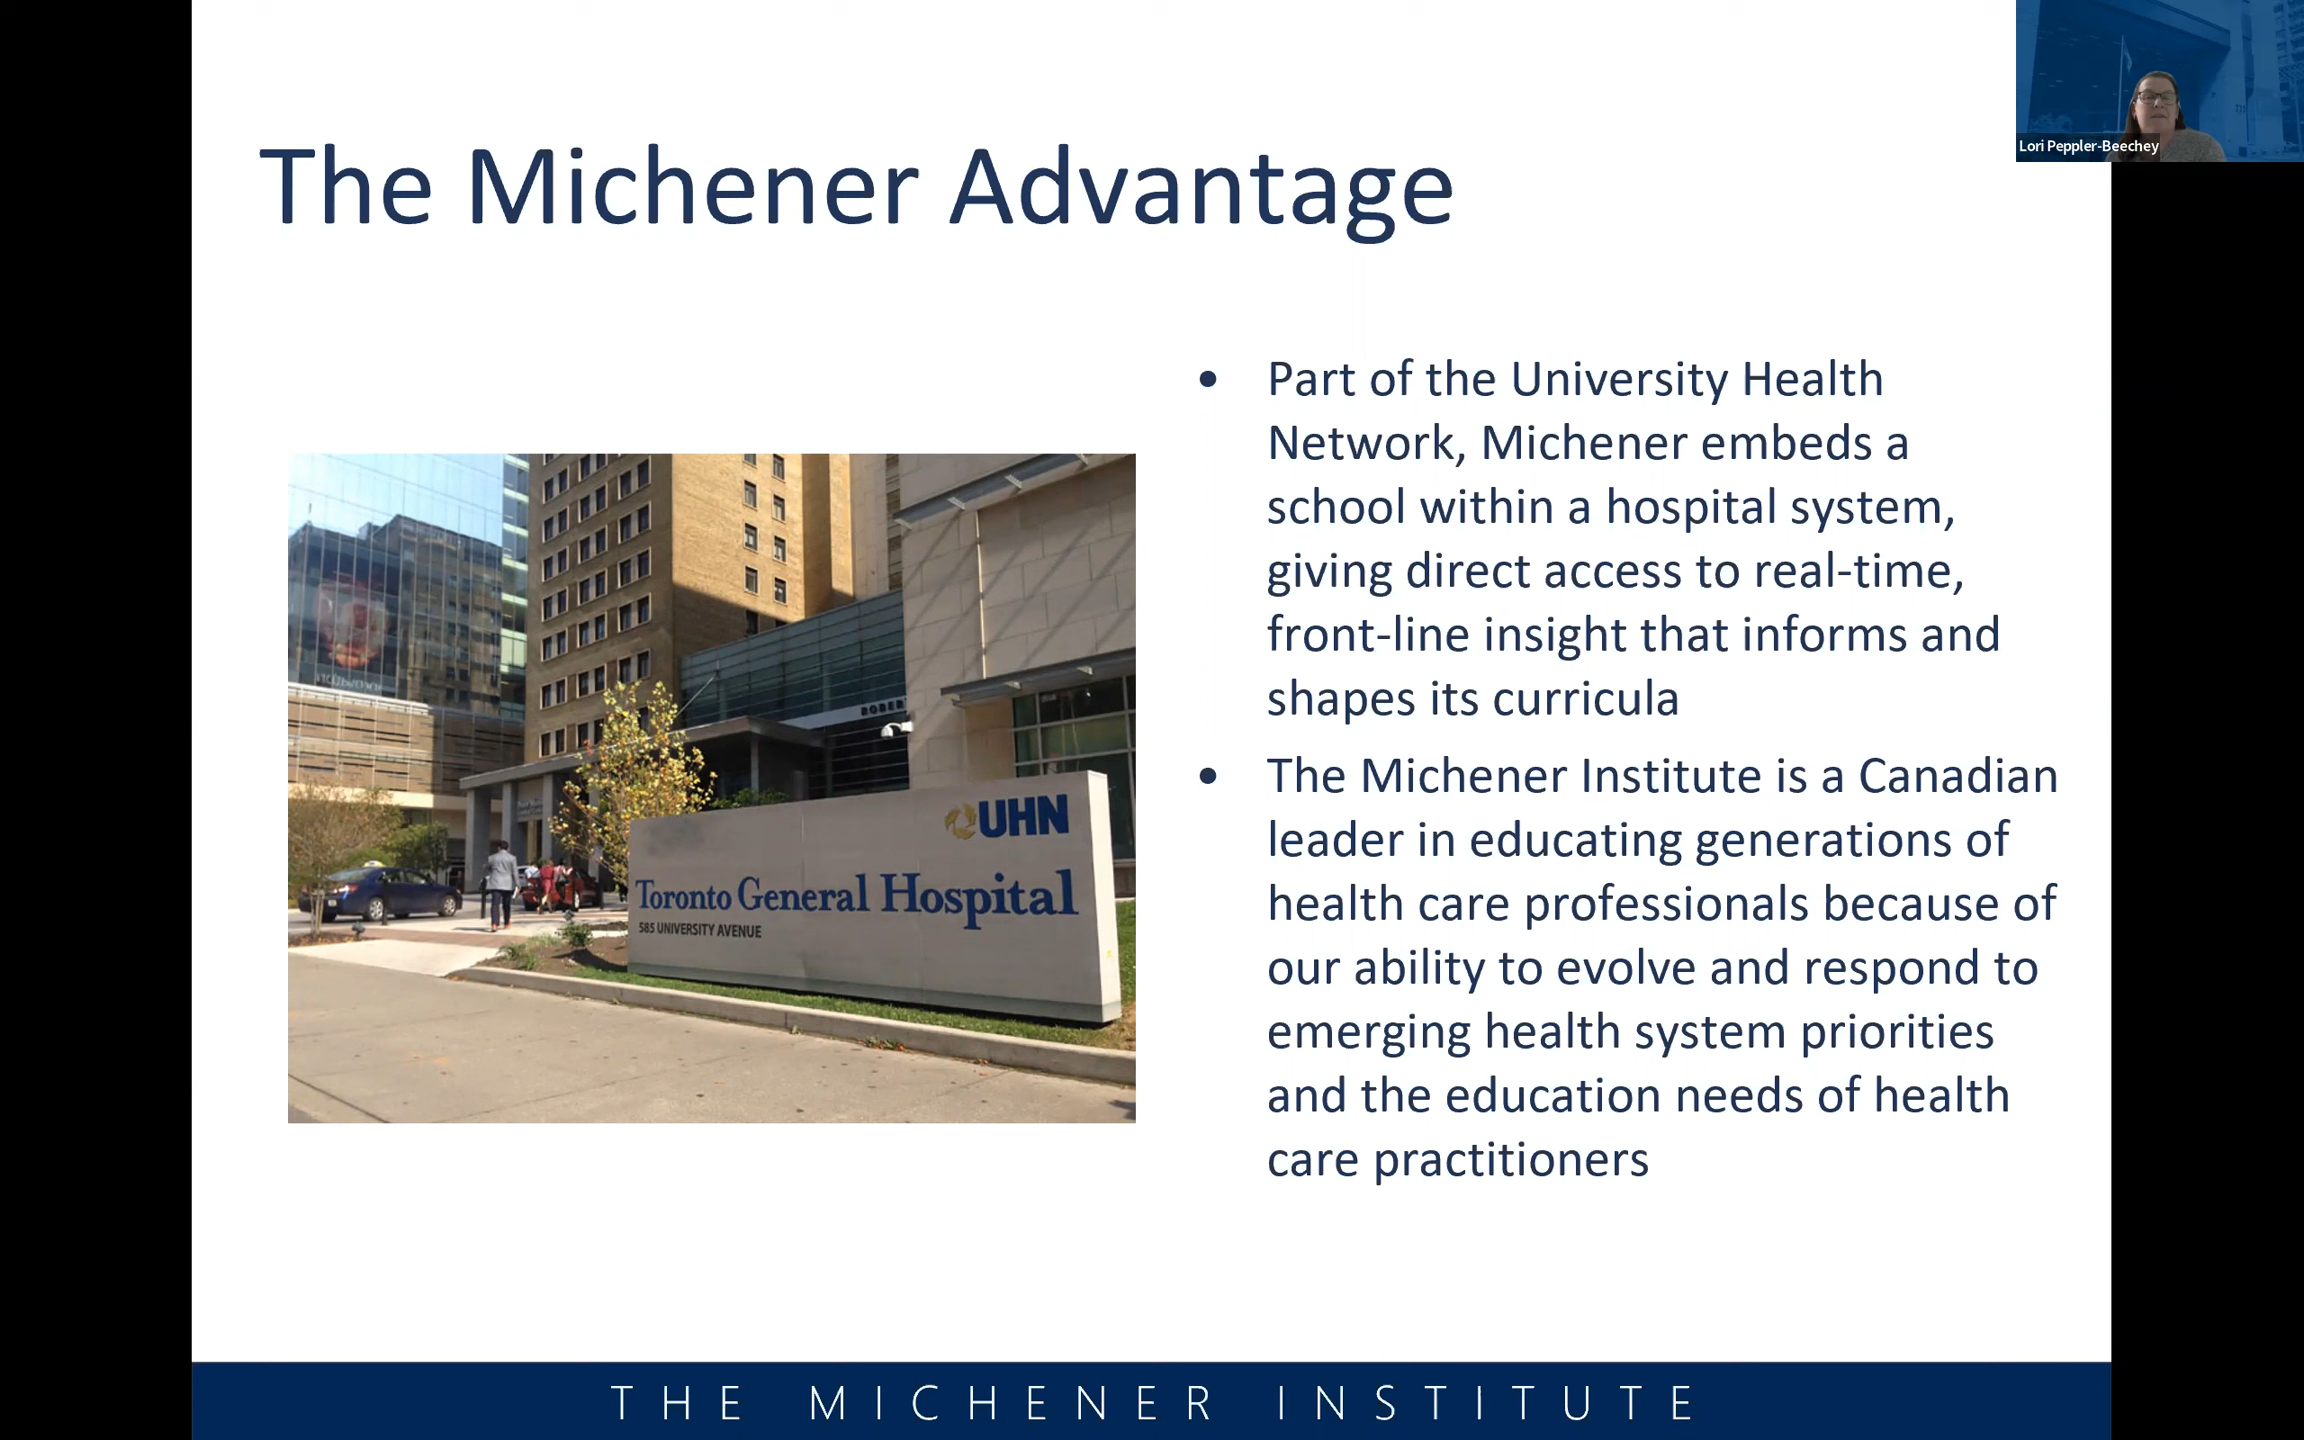 Lori Peppler-Beechey
The Michener Advantage
• Part of the University Health
Network, Michener embeds a
school within a hospital system,
giving direct access to real-time,
front-line insight that informs and
shapes its curricula
• The Michener Institute is a Canadian
leader in educating generations of
health care professionals because of
our ability to evolve and respond to
emerging health system priorities
and the education needs of health
care practitioners
ROBER
UHN
Toronto General Hospital
585 UNIVERSITY AVENUE
THE MICHENER INSTITUTE